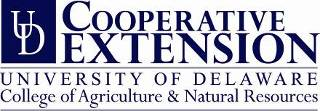 UD COOPERATIVE
EXTENSION
UNIVERSITY OF DELAWARE
College of Agriculture & Natural Resources